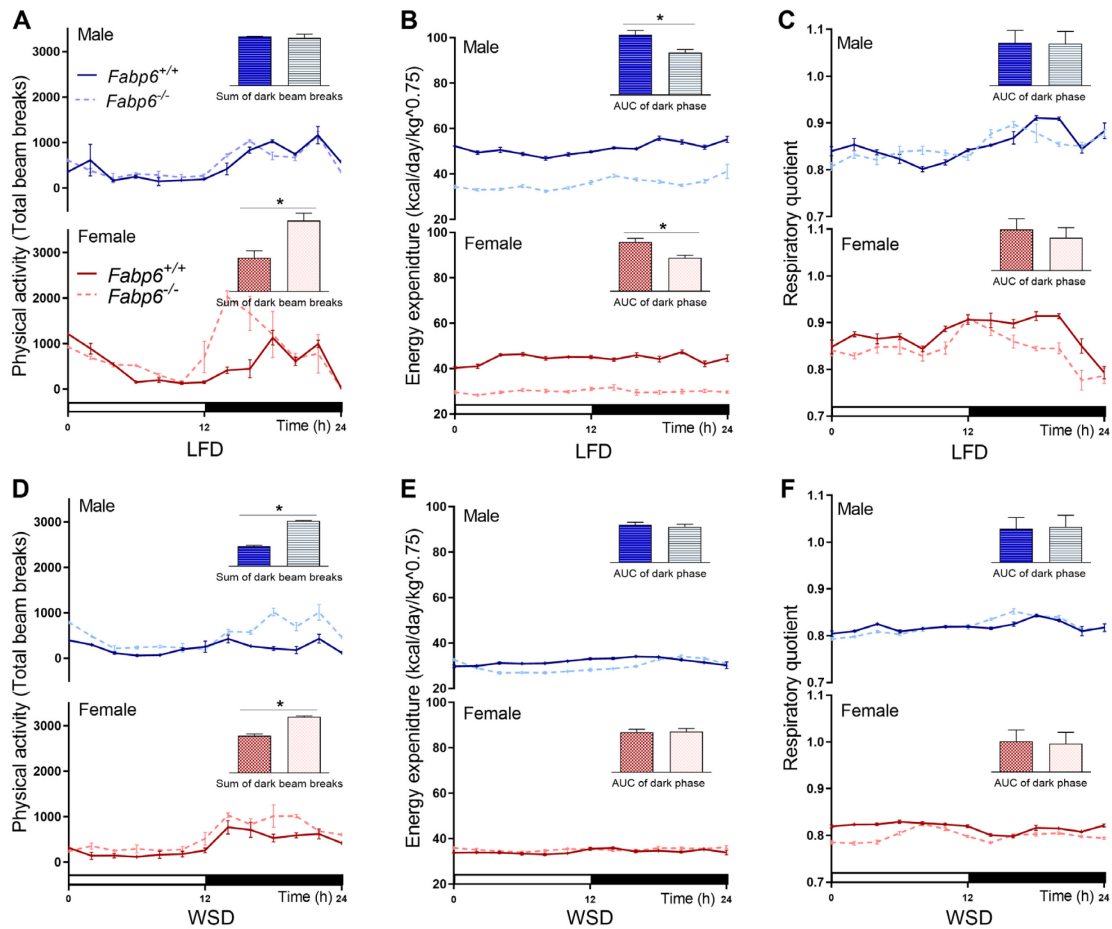 A
Physical activity (Total beam breaks)
Male
Fabp6+/+
Fabp6-/-
3000
2000
1000
0
*
Sum of dark beam breaks
Female
Fabp6+/+
Fabp6-/-
3000
2000
1000
0
*
Sum of dark beam breaks
0
12
24
Time (h)
LFD
B
Energy expenidture (kcal/day/kg^0.75)
Male
100
80
60
40
20
*
AUC of dark phase
Female
100
80
60
40
20
*
AUC of dark phase
0
12
24
Time (h)
LFD
C
Respiratory quotient
Male
1.1
1.0
0.9
0.8
0.7
AUC of dark phase
Female
1.1
1.0
0.9
0.8
0.7
AUC of dark phase
0
12
24
Time (h)
LFD
D
Physical activity (Total beam breaks)
Male
3000
2000
1000
0
*
Sum of dark beam breaks
Female
3000
2000
1000
0
*
Sum of dark beam breaks
0
12
24
Time (h)
WSD
E
Energy expenidture (kcal/day/kg^0.75)
Male
100
80
60
40
20
AUC of dark phase
Female
100
80
60
40
20
AUC of dark phase
0
12
24
Time (h)
WSD
F
Respiratory quotient
Male
1.1
1.0
0.9
0.8
0.7
AUC of dark phase
Female
1.1
1.0
0.9
0.8
0.7
AUC of dark phase
0
12
24
Time (h)
WSD